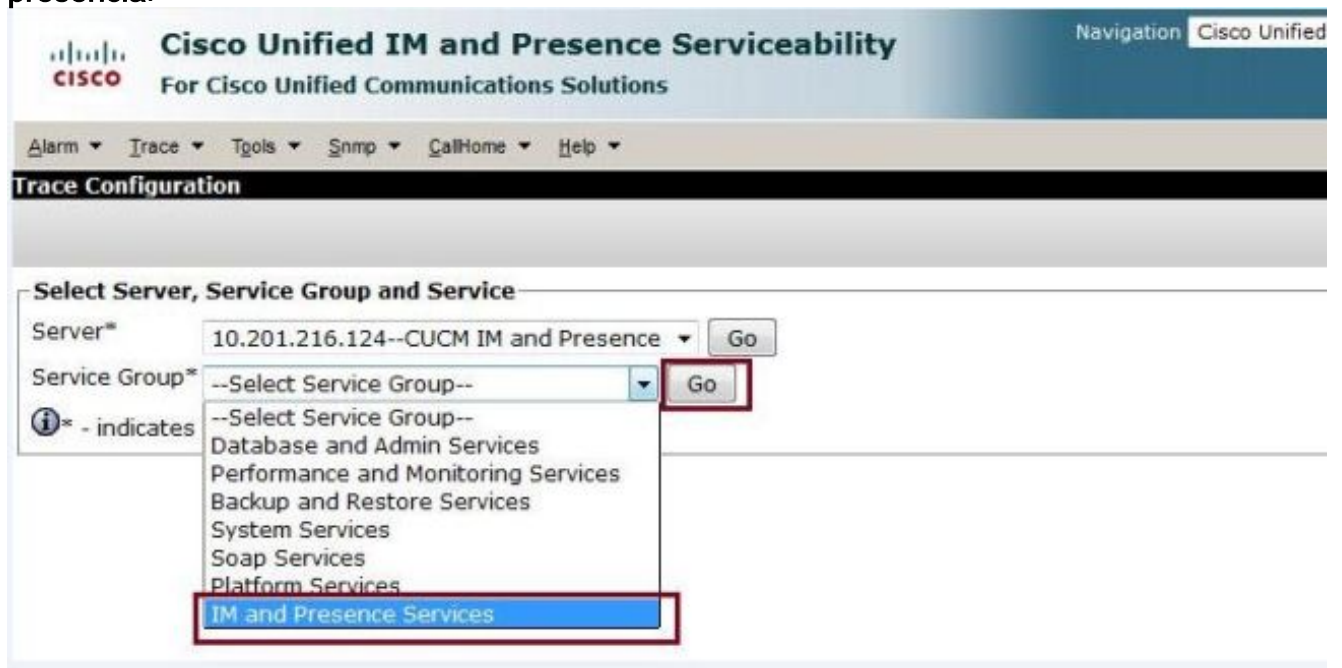 presencia.
Cisco Unified IM and Presence Serviceability
Navigation Cisco Unified
CISCO
For Cisco Unified Communications Solutions
Alarm Trace Tools Snmp CallHome Help
Trace Configuration
Select Server, Service Group and Service
Server* 10.201.216.124--CUCM IM and Presence Go
Service Group* --Select Service Group-- Go
* - indicates
--Select Service Group--
Database and Admin Services
Performance and Monitoring Services
Backup and Restore Services
System Services
Soap Services
Platform Services
IM and Presence Services